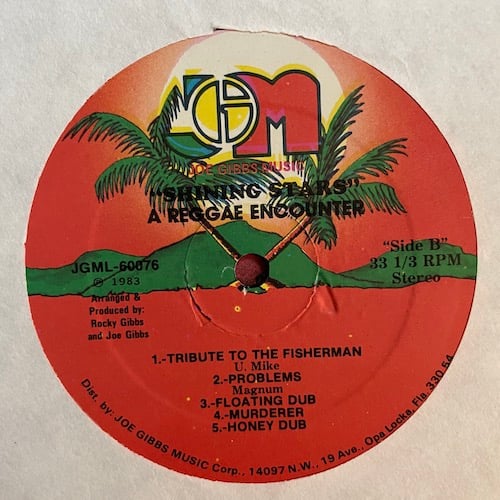 JGM
JOE GIBBS MUSIC
"SHINING STARS"
A REGGAE ENCOUNTER
JGML-60076
℗ 1983
Arranged &
Produced by:
Rocky Gibbs
and Joe Gibbs
"Side B"
33 1/3 RPM
Stereo
1.-TRIBUTE TO THE FISHERMAN
U. Mike
2.-PROBLEMS
Magnum
3.-FLOATING DUB
4.-MURDERER
5.-HONEY DUB
Dist. by: JOE GIBBS MUSIC Corp., 14097 N.W., 19 Ave., Opa Locka, Fla. 330 54